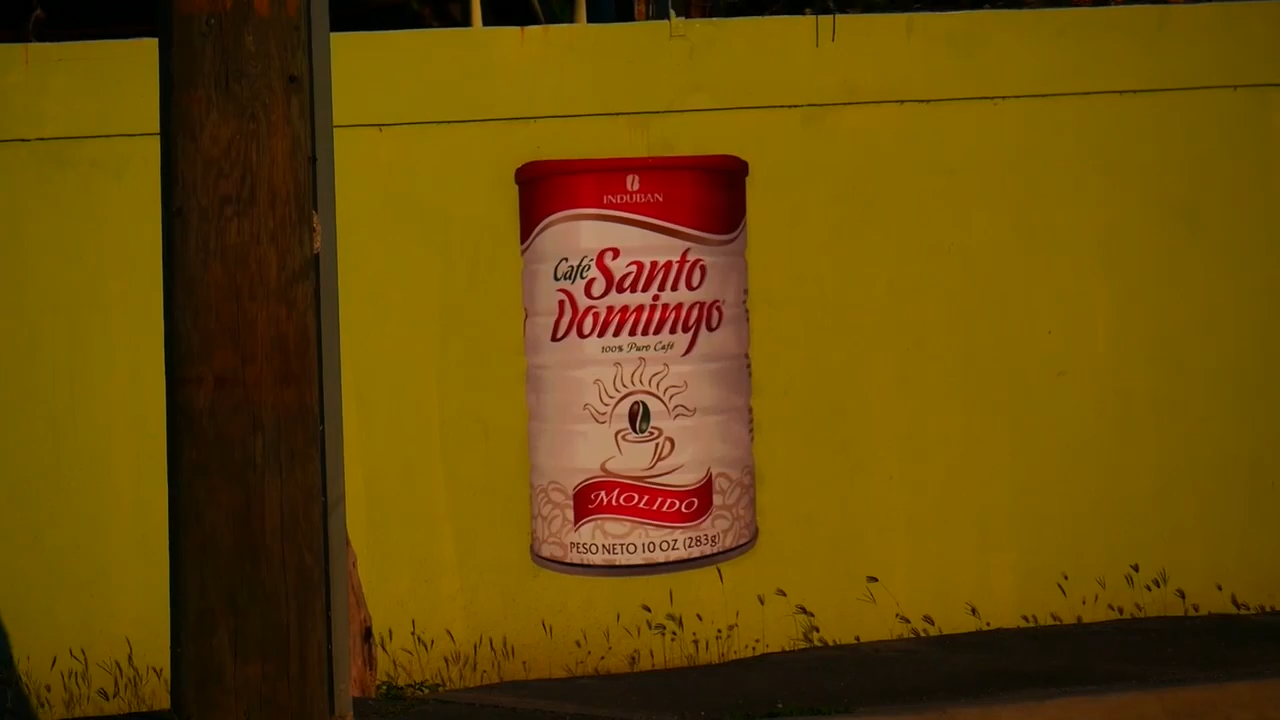 INDUBAN
Café Santo
Domingo
100% Puro Café
MOLIDO
PESO NETO 10 OZ (283g)